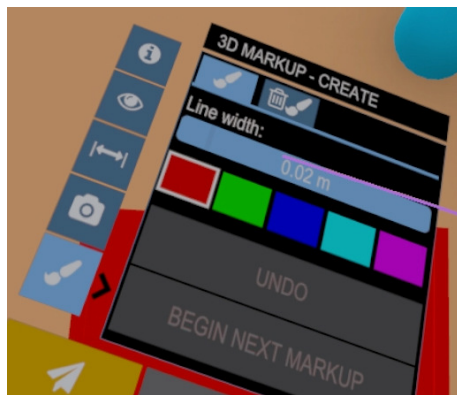 3D MARKUP - CREATE
Line width:
0.02 m
UNDO
BEGIN NEXT MARKUP